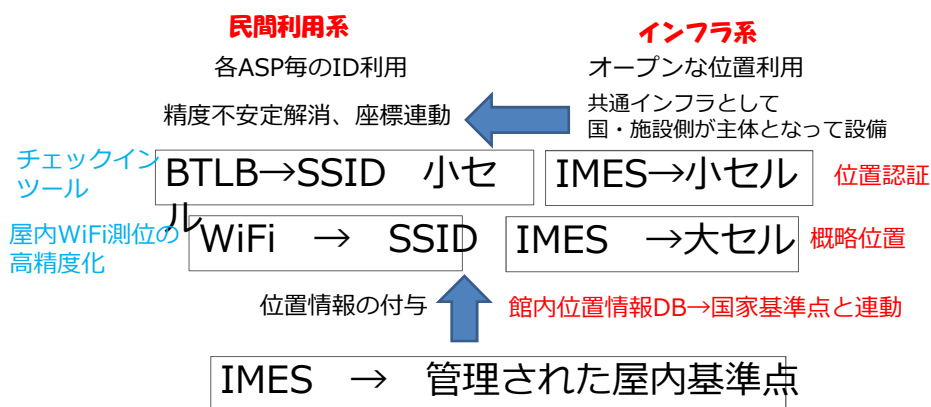 民間利用系
インフラ系
各ASP毎のID利用
オープンな位置利用
精度不安定解消、座標連動
共通インフラとして
国・施設側が主体となって設備
チェックイン
ツール
BTLB→SSID 小セ
ル
IMES→小セル
位置認証
屋内WiFi測位の
高精度化
WiFi → SSID
IMES →大セル
概略位置
位置情報の付与
館内位置情報DB→国家基準点と連動
IMES → 管理された屋内基準点